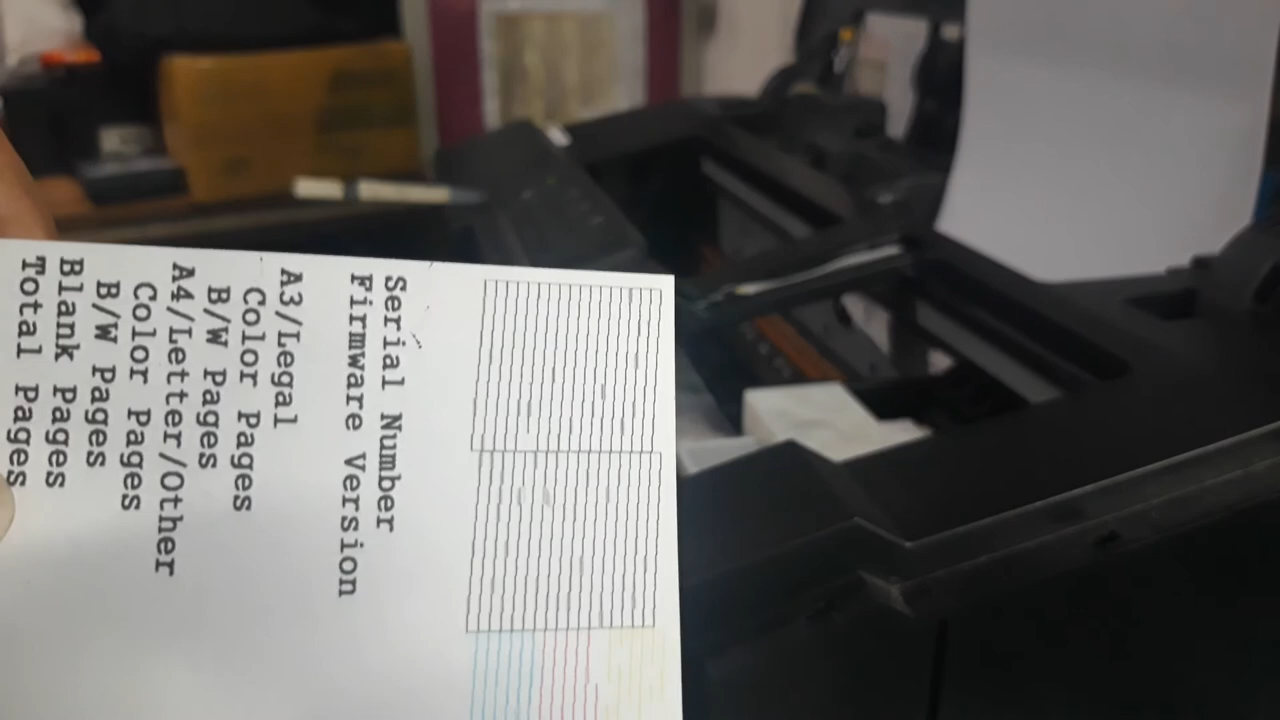 Serial Number
Firmware Version
A3/Legal
Color Pages
B/W Pages
A4/Letter/Other
Color Pages
B/W Pages
Blank Pages
Total Pages